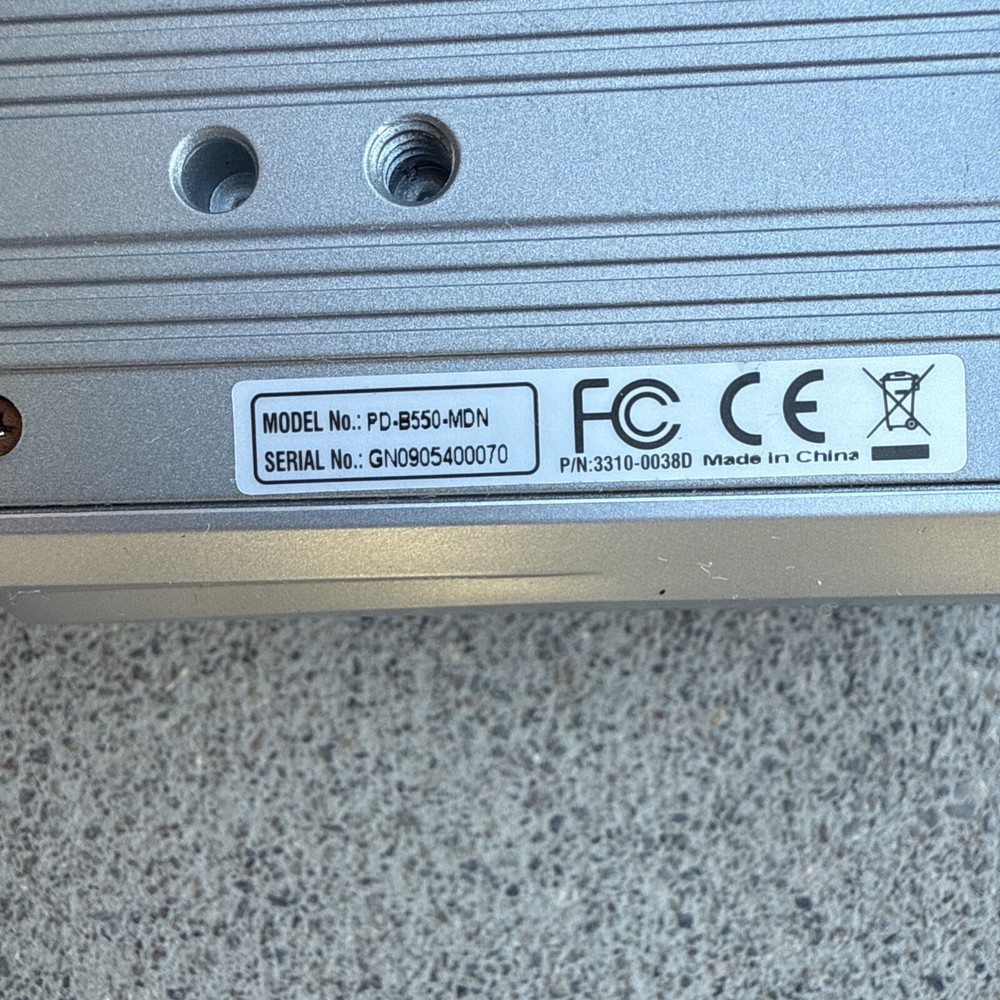 MODEL No.: PD-B550-MDN
SERIAL No.: GN0905400070
FC CE
P/N:3310-0038D Made in China